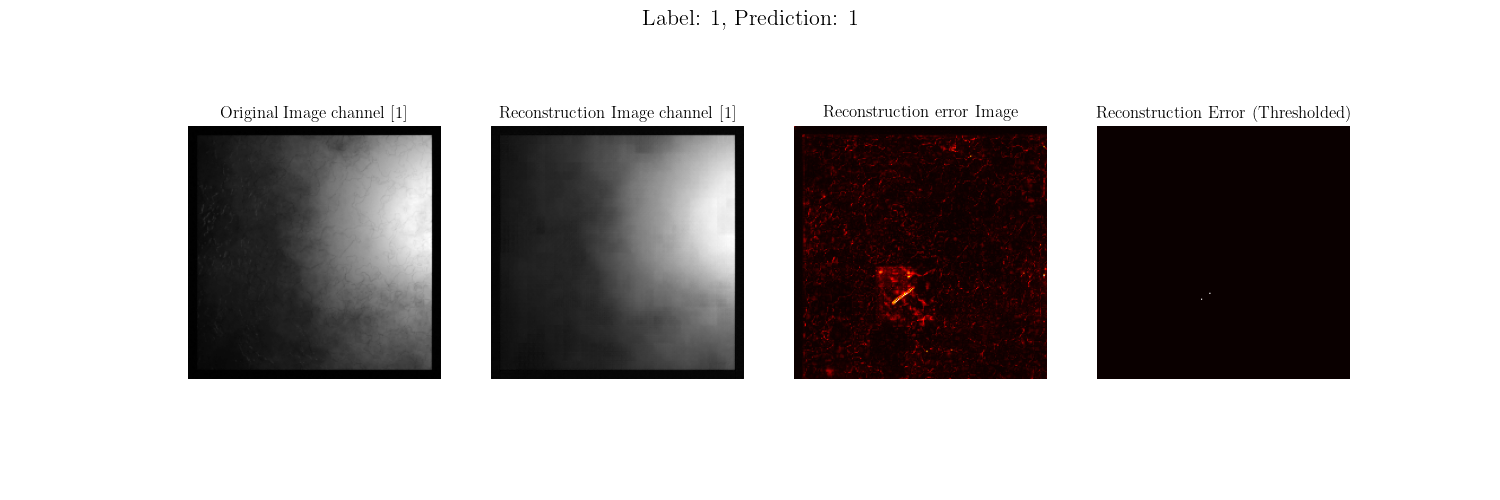 Label: 1, Prediction: 1
Original Image channel [1]
Reconstruction Image channel [1]
Reconstruction error Image
Reconstruction Error (Thresholded)